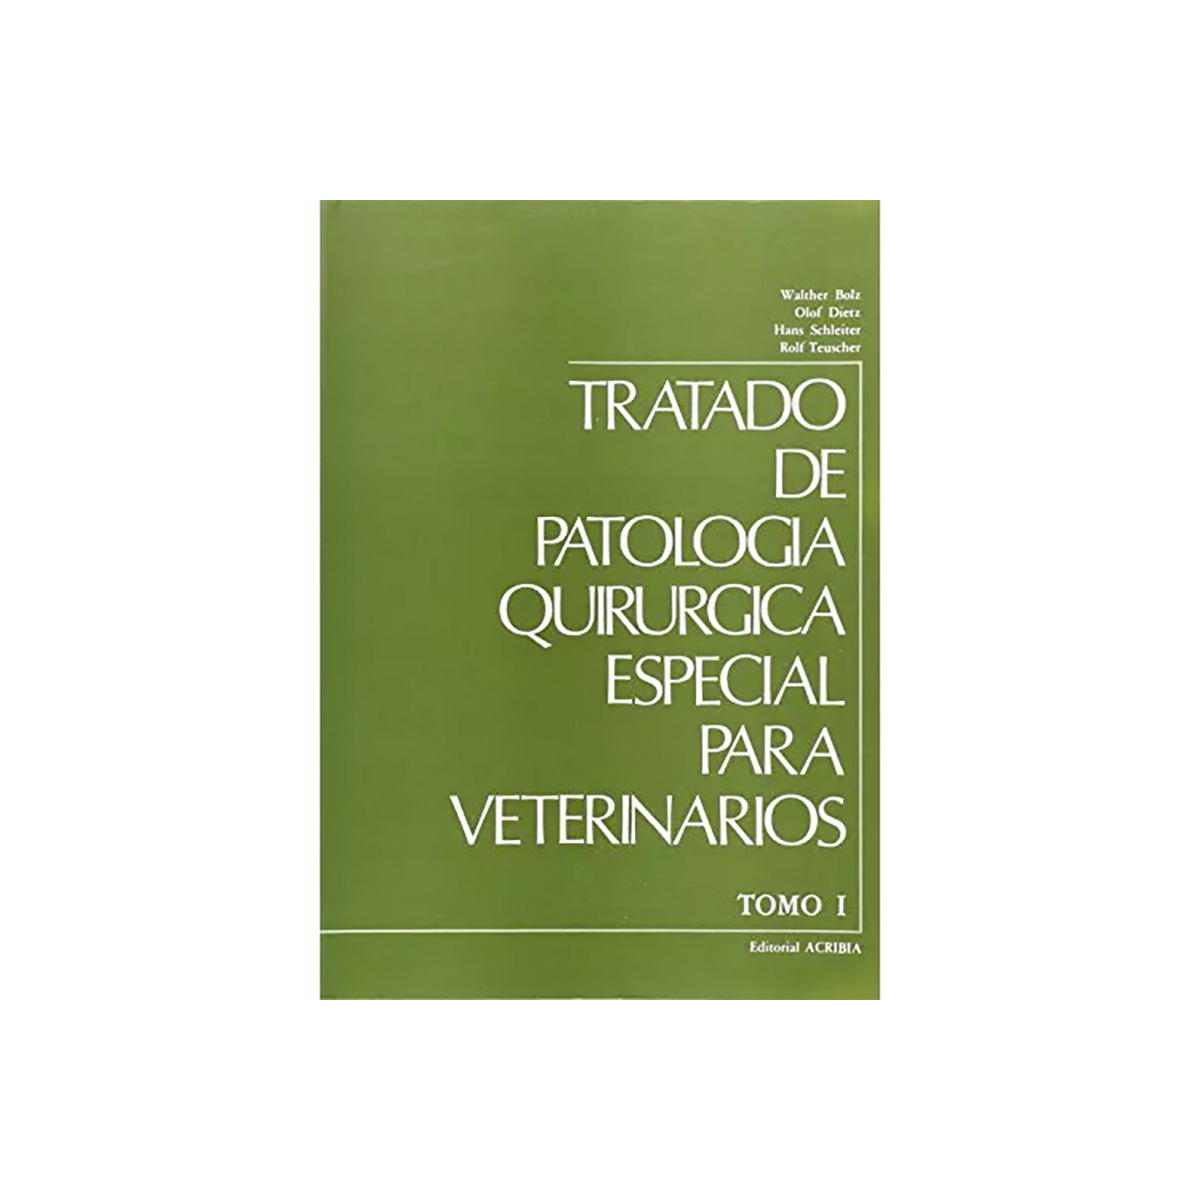 Walther Bolz
Olof Dietz
Hans Schleiter
Rolf Teuscher
TRATADO
DE
PATOLOGIA
QUIRURGICA
ESPECIAL
PARA
VETERINARIOS
TOMO I
Editorial ACRIBIA